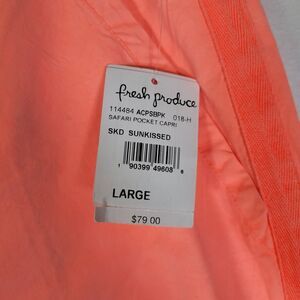 fresh produce
114484 ACPSBPK 018-H
SAFARI POCKET CAPRI
SKD SUNKISSED
1 90399 49608 6
LARGE
$79.00